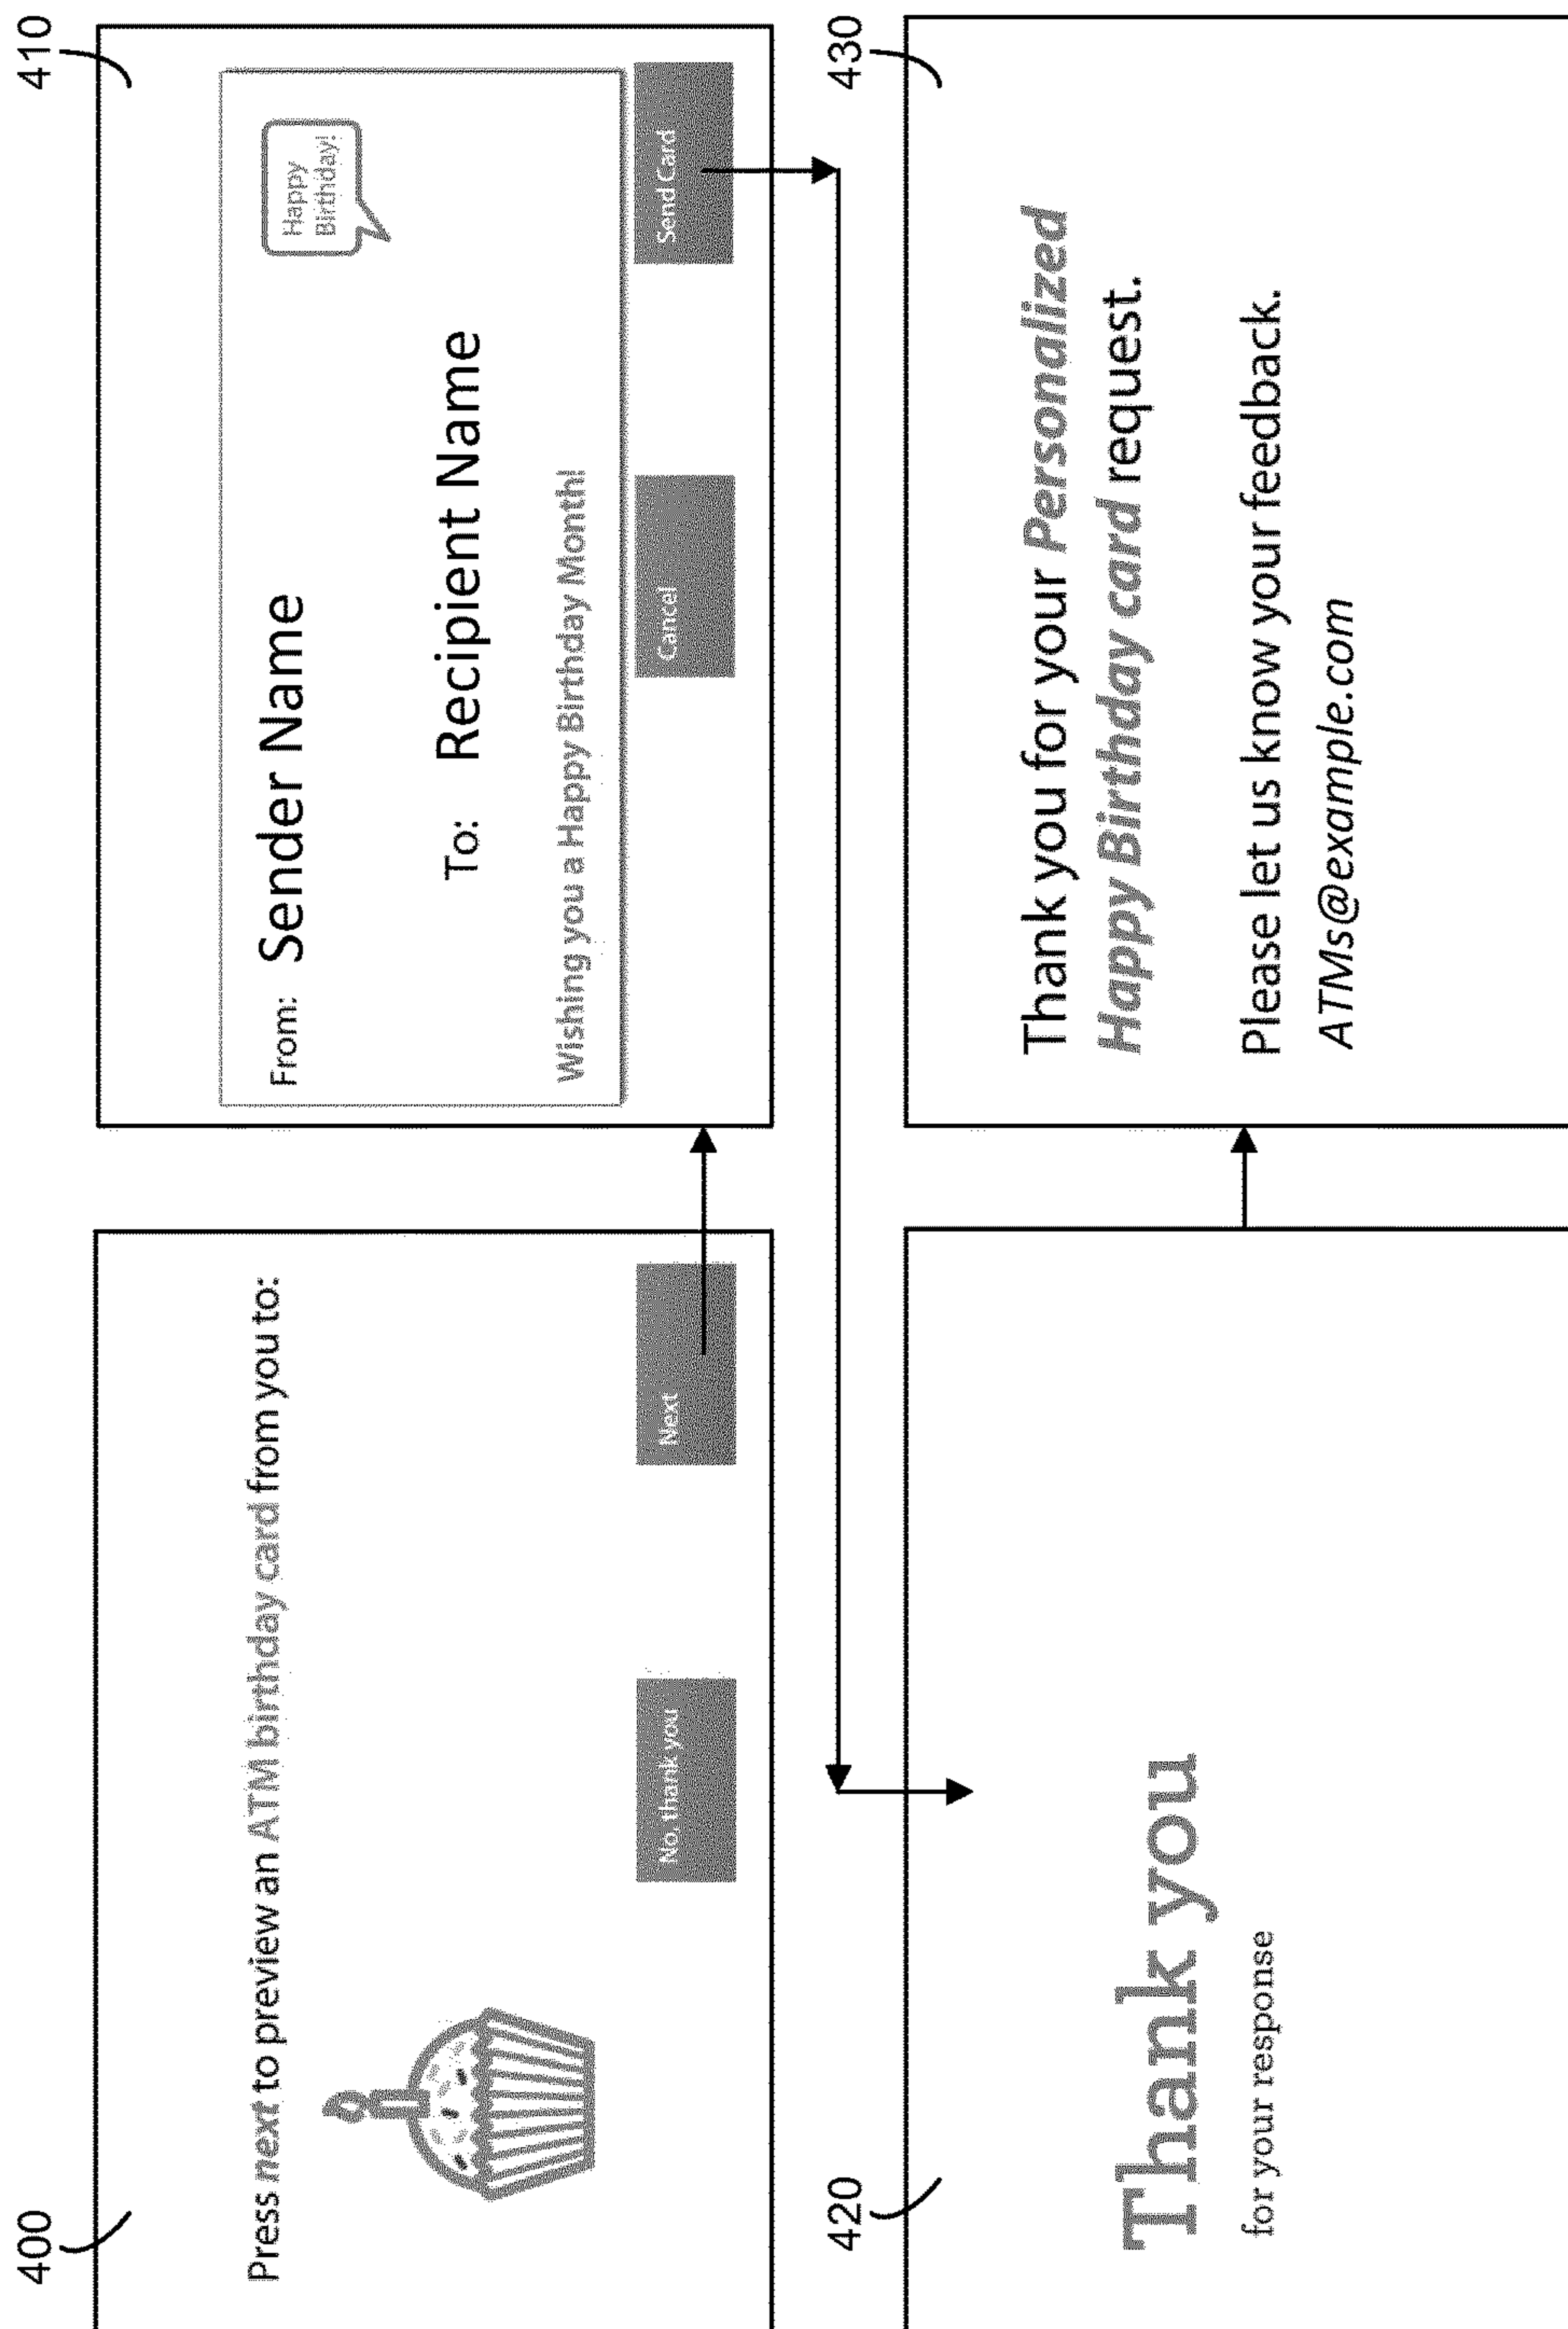 400
Press next to preview an ATM birthday card from you to:
No, thank you
Next
410
From: Sender Name
Happy
Birthday!
To: Recipient Name
Wishing you a Happy Birthday Month!
Cancel
Send Card
420
Thank you
for your response
430
Thank you for your Personalized
Happy Birthday card request.
Please let us know your feedback.
ATMs@example.com